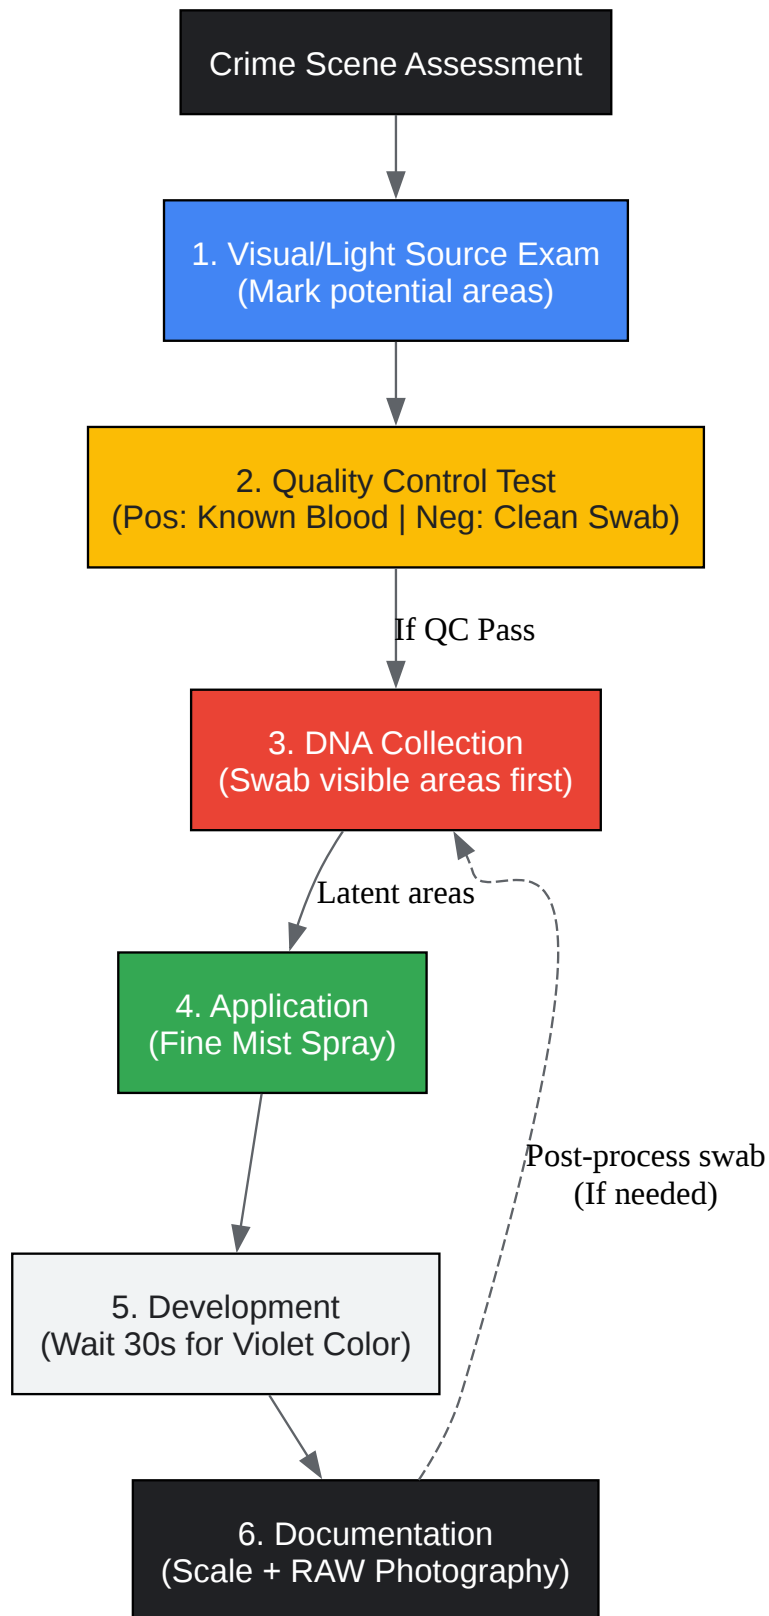 Crime Scene Assessment
1. Visual/Light Source Exam
(Mark potential areas)
2. Quality Control Test
(Pos: Known Blood | Neg: Clean Swab)
If QC Pass
3. DNA Collection
(Swab visible areas first)
Latent areas
4. Application
(Fine Mist Spray)
Post-process swab
(If needed)
5. Development
(Wait 30s for Violet Color)
6. Documentation
(Scale + RAW Photography)